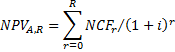 NPV_{A,R} = \sum_{r=0}^{R} NCF_r/(1 + i)^r